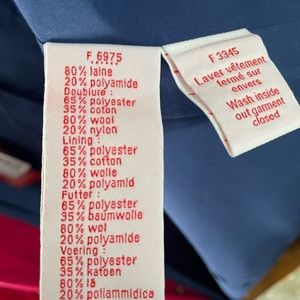 F 6975
80% laine
20% polyamide
Doublure :
65% polyester
35% coton
80% wool
20% nylon
Lining :
65% polyester
35% cotton
80% wolle
20% polyamid
Futter :
65% polyester
35% baumwolle
80% wol
20% polyamide
Voering :
65% polyester
35% katoen
20% poliammidica
F 3345
Laver vêtement
fermé sur
envers
Wash inside
out garment
closed